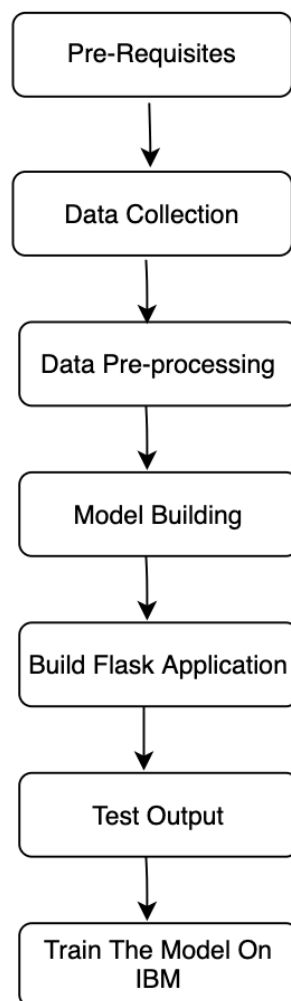 Pre-Requisites
Data Collection
Data Pre-processing
Model Building
Build Flask Application
Test Output
Train The Model On
IBM